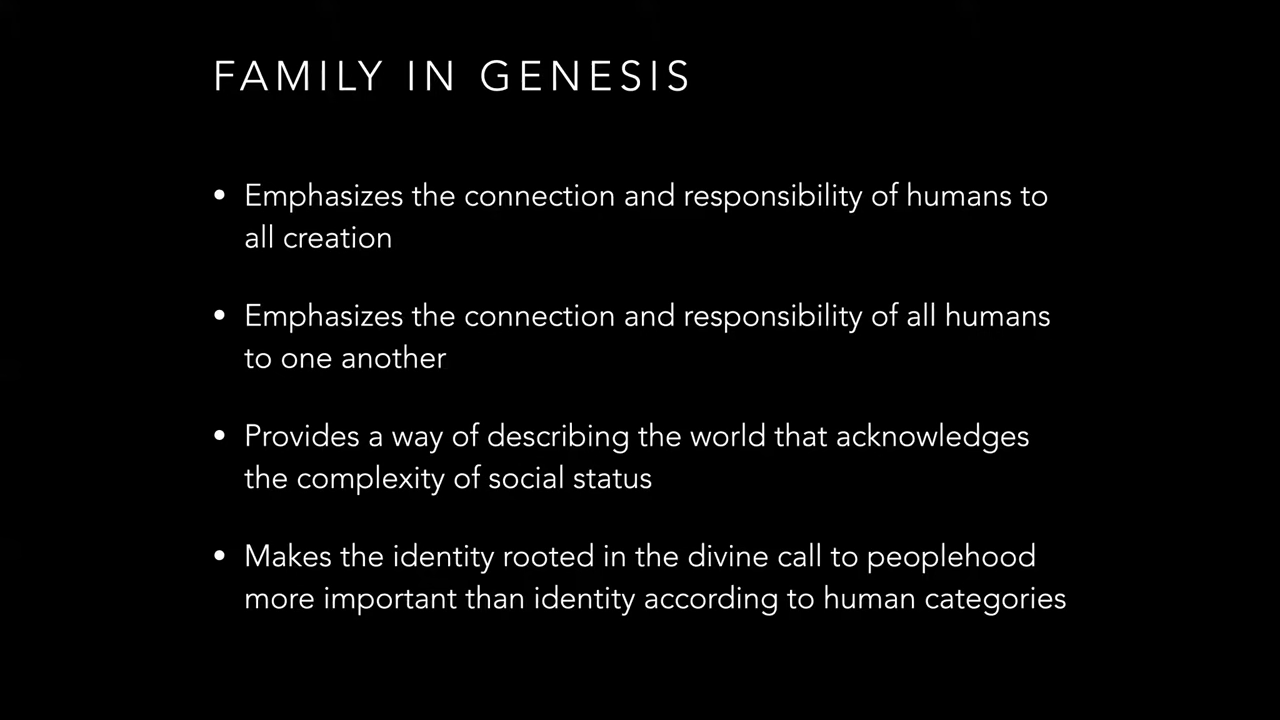 FAMILY IN GENESIS
• Emphasizes the connection and responsibility of humans to
all creation
• Emphasizes the connection and responsibility of all humans
to one another
• Provides a way of describing the world that acknowledges
the complexity of social status
• Makes the identity rooted in the divine call to peoplehood
more important than identity according to human categories